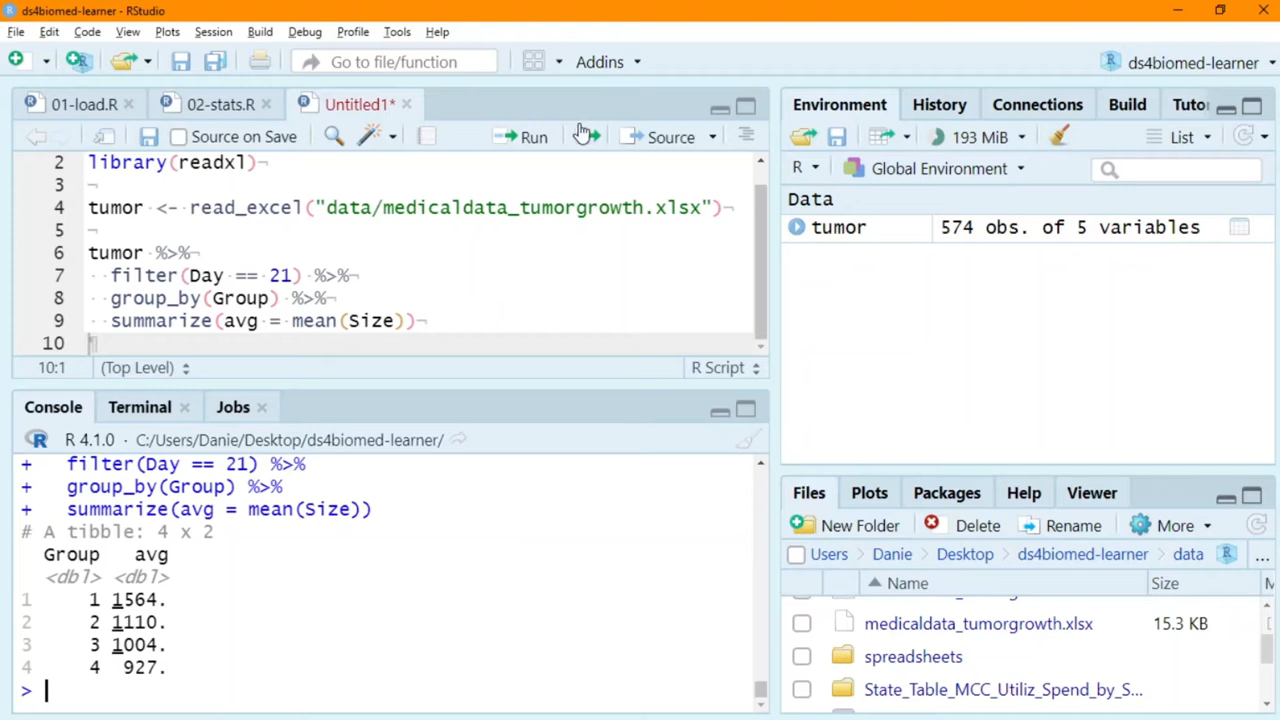 ds4biomed-learner - RStudio
File Edit Code View Plots Session Build Debug Profile Tools Help
Go to file/function Addins ds4biomed-learner
01-load.R 02-stats.R Untitled1*
Source on Save Run Source
2 library(readxl)
3
4 tumor <- read_excel("data/medicaldata_tumorgrowth.xlsx")
5
6 tumor %>%
7 filter(Day == 21) %>%
8 group_by(Group) %>%
9 summarize(avg = mean(Size))
10
10:1 (Top Level) R Script
Console Terminal Jobs
R 4.1.0 · C:/Users/Danie/Desktop/ds4biomed-learner/
+ filter(Day == 21) %>%
+ group_by(Group) %>%
+ summarize(avg = mean(Size))
# A tibble: 4 x 2
Group avg
<dbl> <dbl>
1 1 1564.
2 2 1110.
3 3 1004.
4 4 927.
>
Environment History Connections Build Tuto
193 MiB List
R Global Environment
Data
tumor 574 obs. of 5 variables
Files Plots Packages Help Viewer
New Folder Delete Rename More
Users Danie Desktop ds4biomed-learner data ...
Name Size M
medicaldata_tumorgrowth.xlsx 15.3 KB
spreadsheets
State_Table_MCC_Utiliz_Spend_by_S...